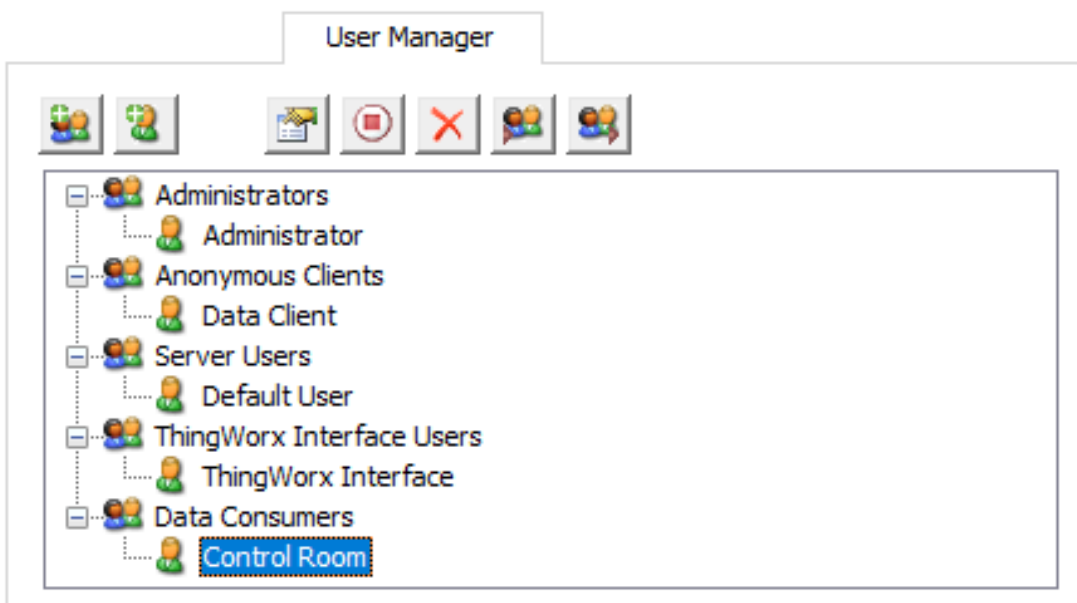 User Manager
Administrators
Administrator
Anonymous Clients
Data Client
Server Users
Default User
ThingWorx Interface Users
ThingWorx Interface
Data Consumers
Control Room